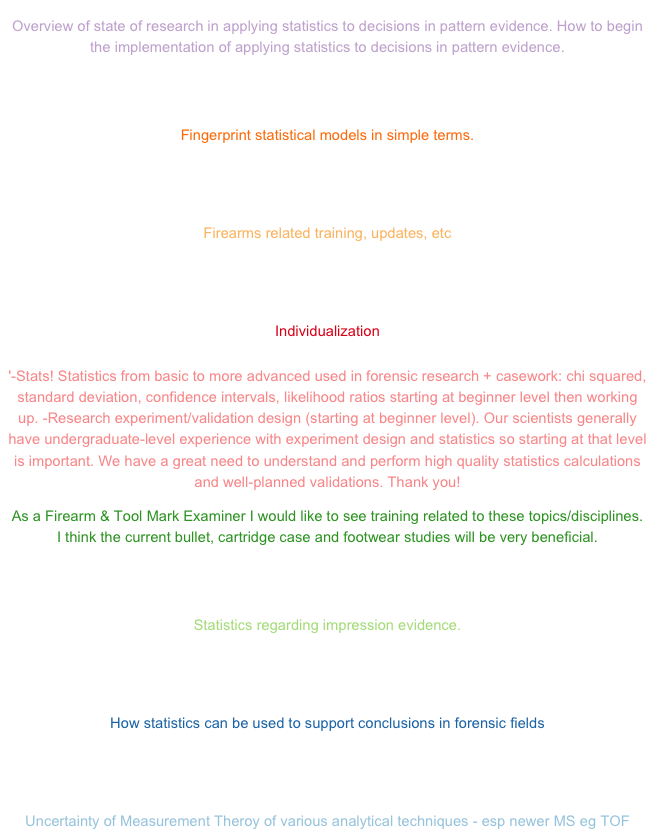 Overview of state of research in applying statistics to decisions in pattern evidence. How to begin
the implementation of applying statistics to decisions in pattern evidence.
Fingerprint statistical models in simple terms.
Firearms related training, updates, etc
Individualization
'-Stats! Statistics from basic to more advanced used in forensic research + casework: chi squared,
standard deviation, confidence intervals, likelihood ratios starting at beginner level then working
up. -Research experiment/validation design (starting at beginner level). Our scientists generally
have undergraduate-level experience with experiment design and statistics so starting at that level
is important. We have a great need to understand and perform high quality statistics calculations
and well-planned validations. Thank you!
As a Firearm & Tool Mark Examiner I would like to see training related to these topics/disciplines.
I think the current bullet, cartridge case and footwear studies will be very beneficial.
Statistics regarding impression evidence.
How statistics can be used to support conclusions in forensic fields
Uncertainty of Measurement Theroy of various analytical techniques - esp newer MS eg TOF